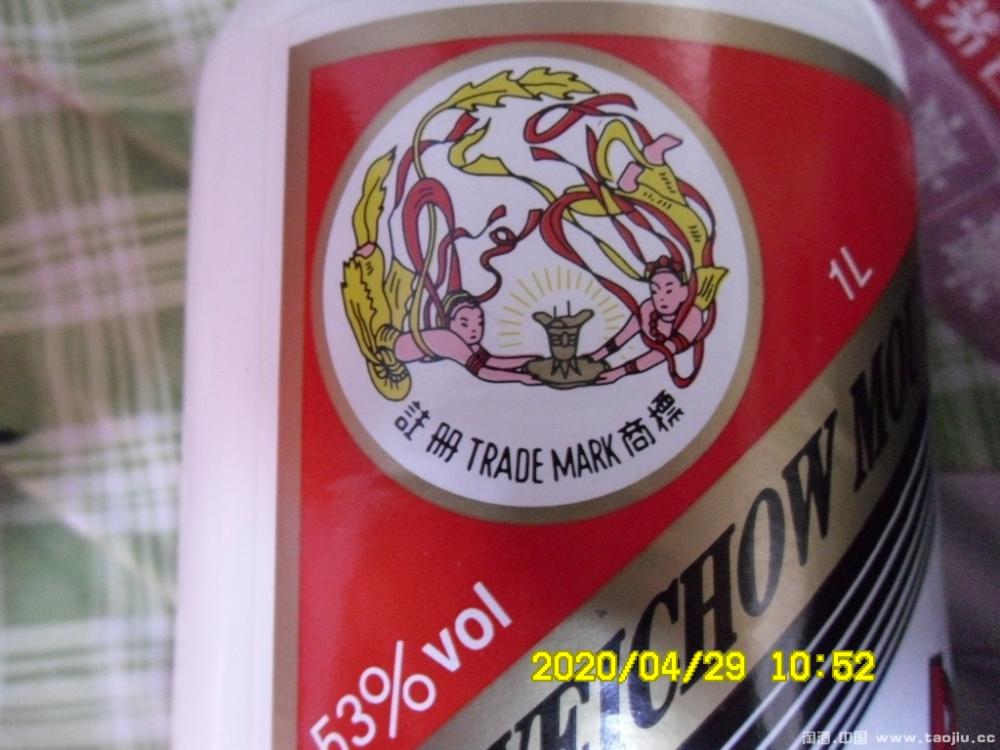 1L
註冊 TRADE MARK 商標
53% vol
WEICHOW MO
2020/04/29 10:52
淘酒.中国 www.taojiu.cc